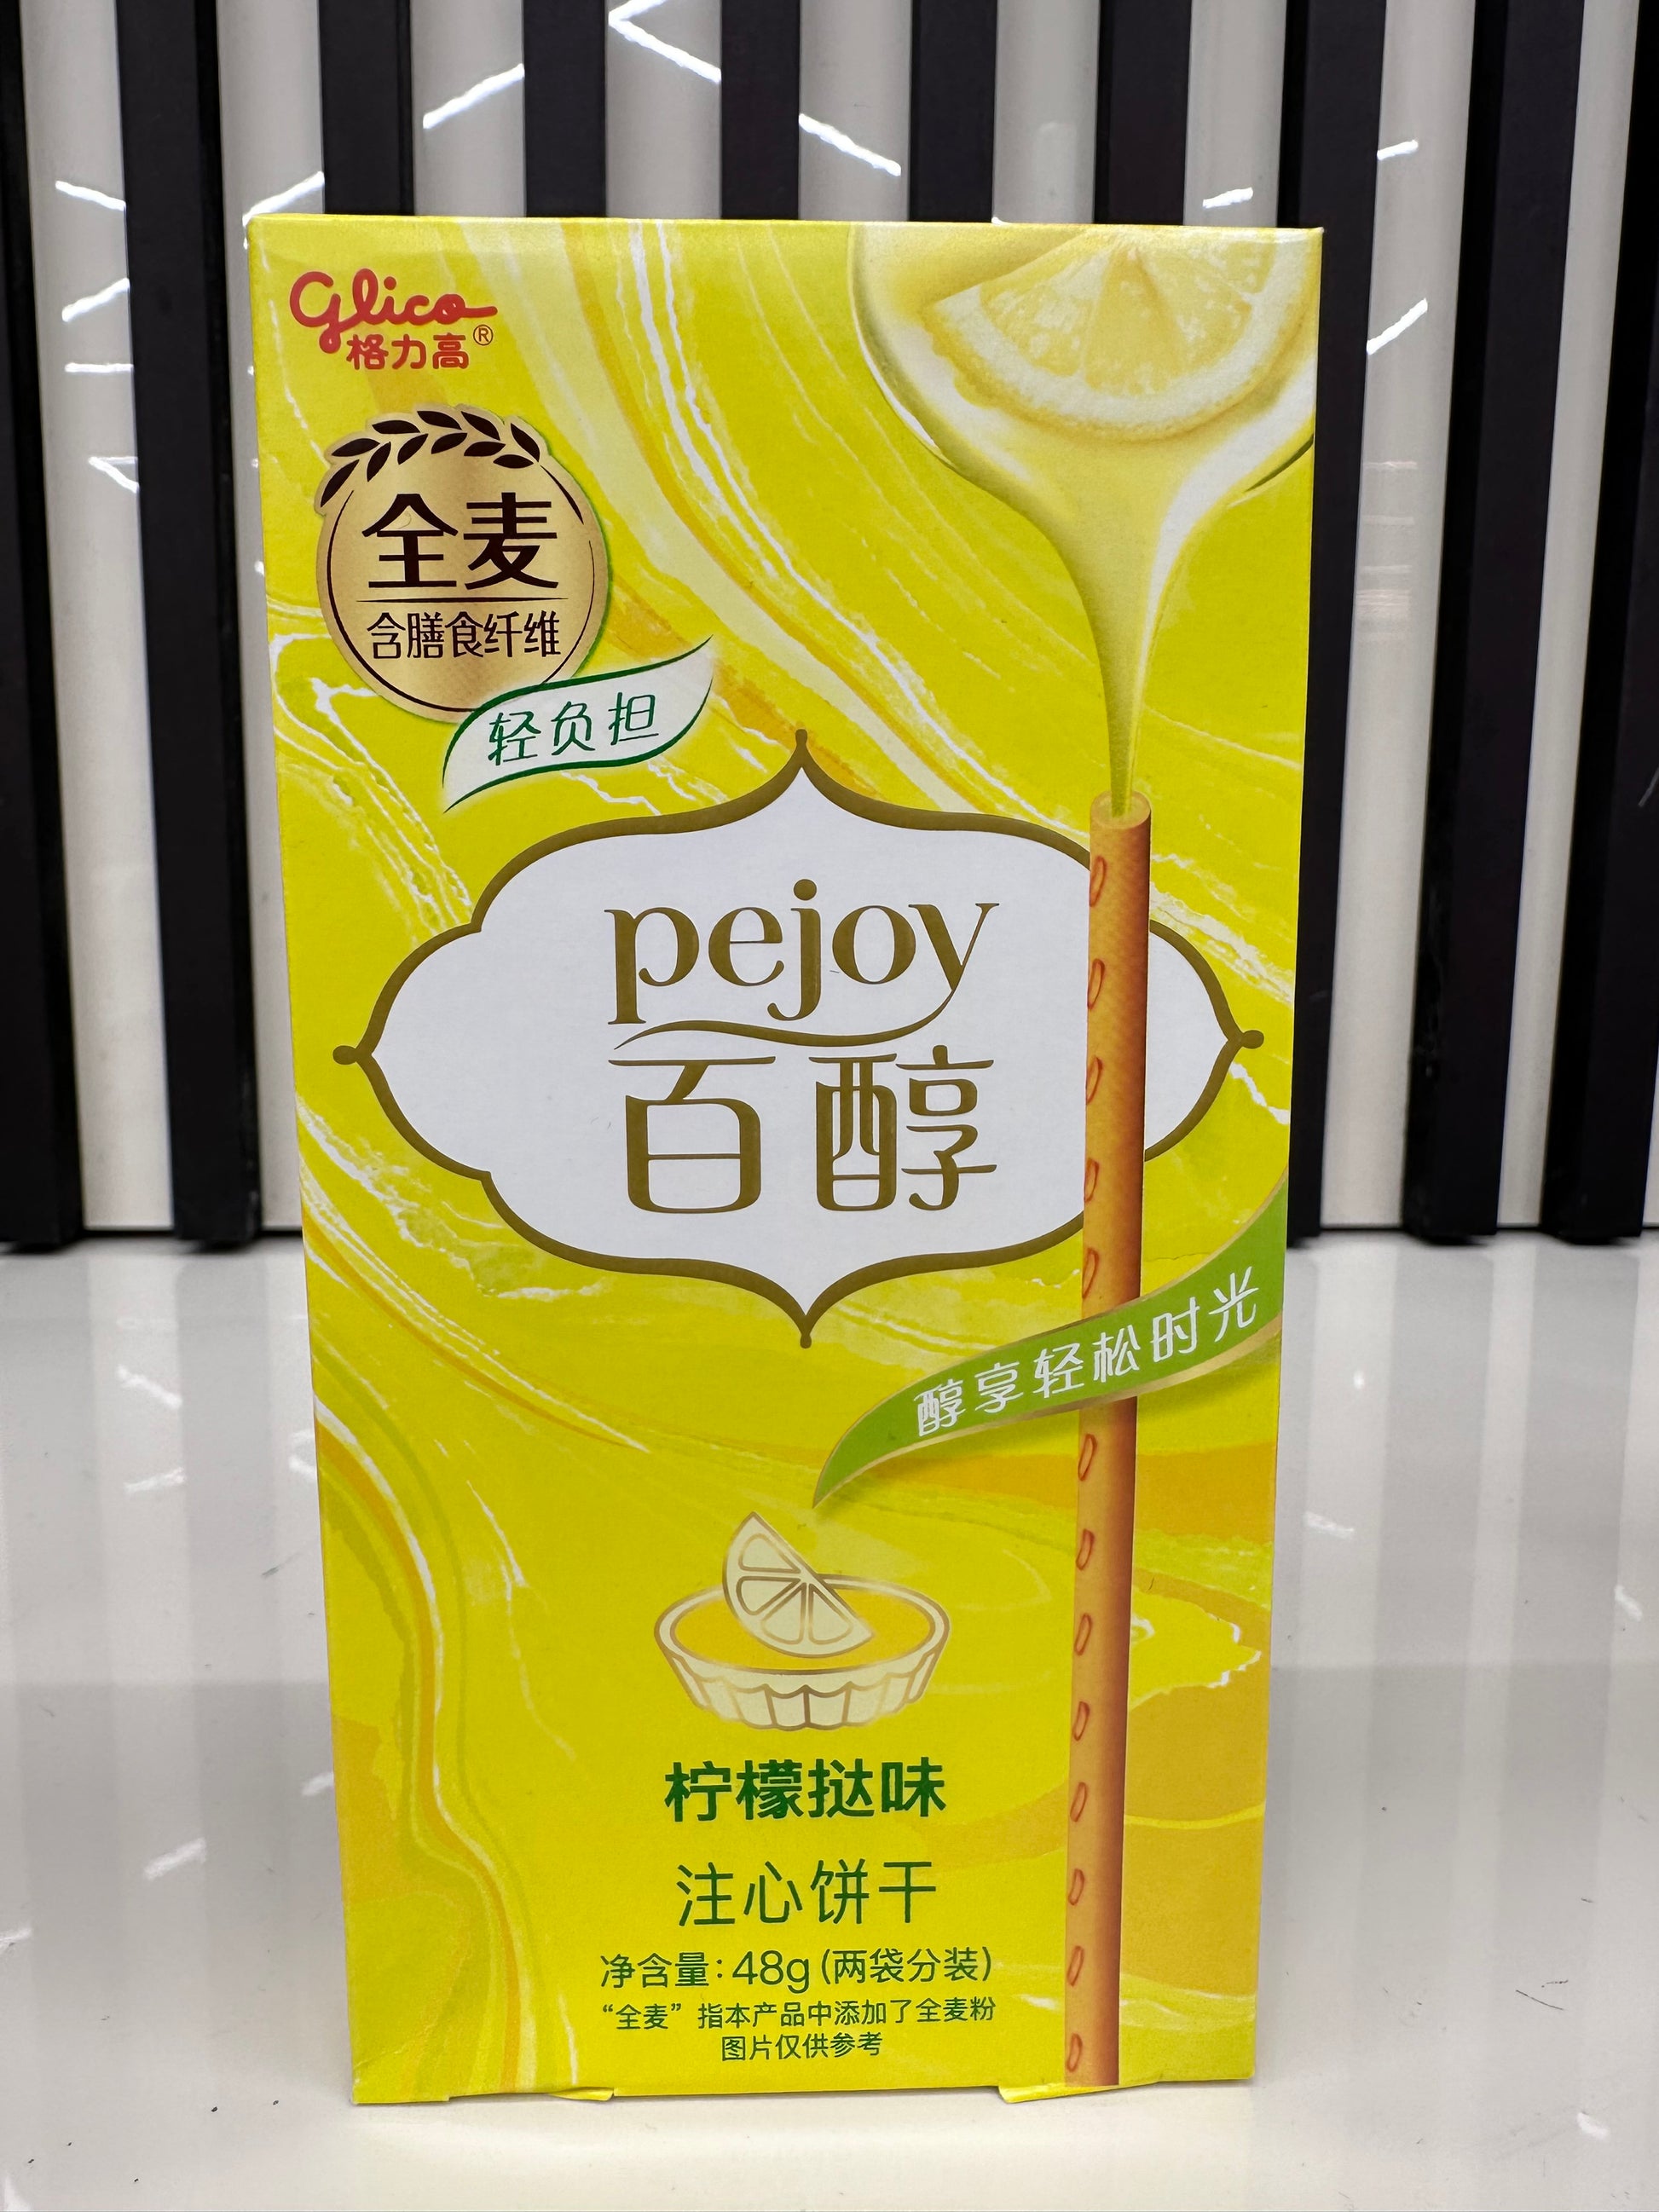 Glico
格力高®
全麦
含膳食纤维
轻负担
pejoy
百醇
醇享轻松时光
柠檬挞味
注心饼干
净含量:48g(两袋分装)
“全麦”指本产品中添加了全麦粉
图片仅供参考